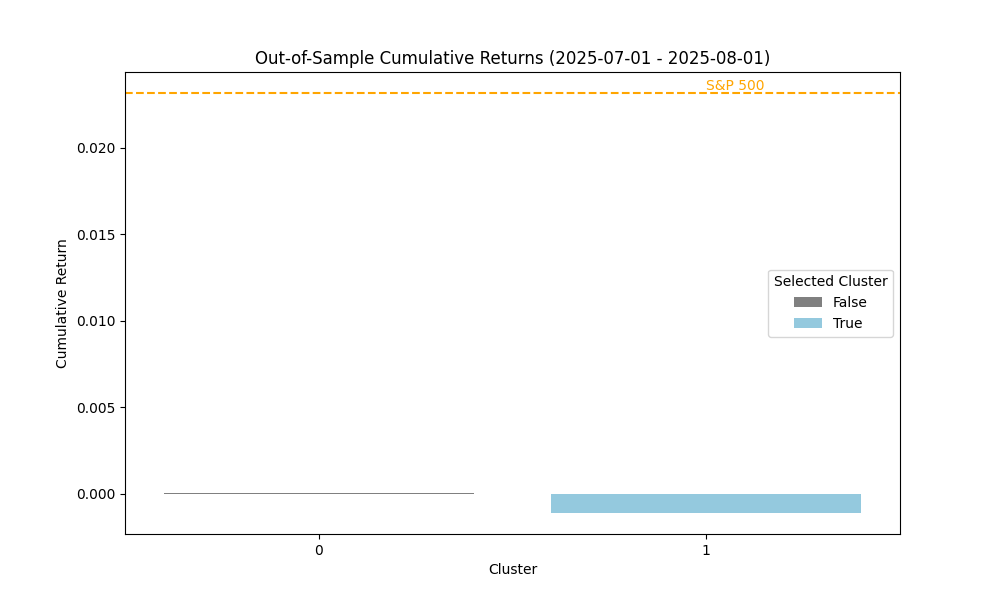 Out-of-Sample Cumulative Returns (2025-07-01 - 2025-08-01)
S&P 500
0.020
0.015
0.010
0.005
0.000
Cumulative Return
Selected Cluster
False
True
0
1
Cluster